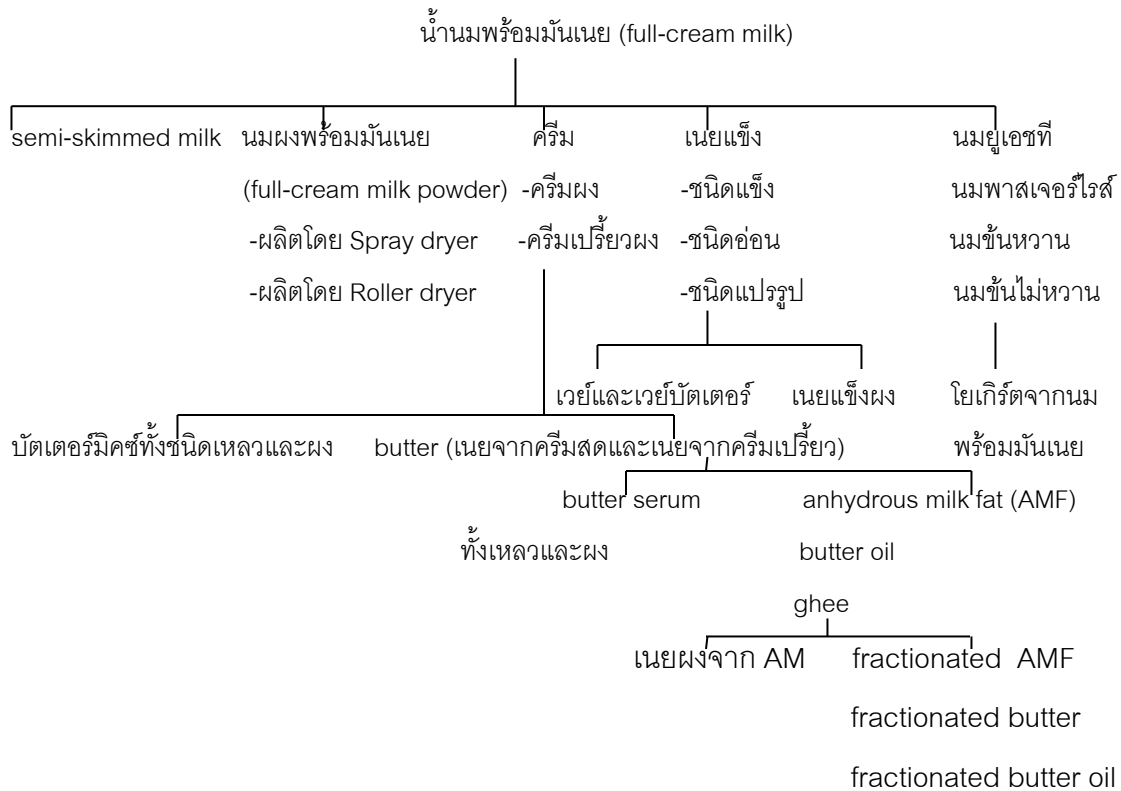 น้ำนมพร้อมมันเนย (full-cream milk)
semi-skimmed milk นมผงพร้อมมันเนย ครีม เนยแข็ง นมยูเอชที
(full-cream milk powder) -ครีมผง -ชนิดแข็ง นมพาสเจอร์ไรส์
-ผลิตโดย Spray dryer -ครีมเปรี้ยวผง -ชนิดอ่อน นมข้นหวาน
-ผลิตโดย Roller dryer -ชนิดแปรรูป นมข้นไม่หวาน
เวย์และเวย์บัตเตอร์ เนยแข็งผง โยเกิร์ตจากนม
บัตเตอร์มิคซ์ทั้งชนิดเหลวและผง butter (เนยจากครีมสดและเนยจากครีมเปรี้ยว) พร้อมมันเนย
butter serum anhydrous milk fat (AMF)
ทั้งเหลวและผง butter oil
ghee
เนยผงจาก AM fractionated AMF
fractionated butter
fractionated butter oil